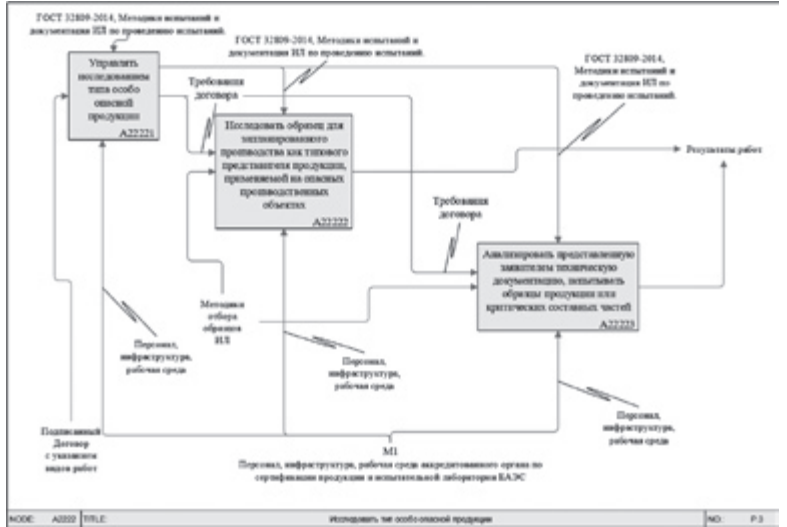 ГОСТ 32809-2014, Методики испытаний и
документация ИЛ по проведению испытаний.
Управлять
исследованием
типа особо
опасной
продукции
A22221
ГОСТ 32809-2014, Методики испытаний и
документация ИЛ по проведению испытаний.
ГОСТ 32809-2014,
Методики испытаний и
документация ИЛ по
проведению испытаний.
Требования
договора
Исследовать образец для
запланированного
производства как типового
представителя продукции,
применяемой на опасных
производственных
объектах
A22222
Результаты работ
Требования
договора
Анализировать представленную
заявителем техническую
документацию, испытывать
образцы продукции или
критических составных частей
A22223
Методики
отбора
образцов
ИЛ
Персонал,
инфраструктура,
рабочая среда
Персонал,
инфраструктура,
рабочая среда
Персонал,
инфраструктура,
рабочая среда
Подписанный
Договор
с указанием
видов работ
M1
Персонал, инфраструктура, рабочая среда аккредитованного органа по
сертификации продукции и испытательной лаборатории ЕАЭС
NODE: A2222 TITLE: Исследовать тип особо опасной продукции NO.: P.3